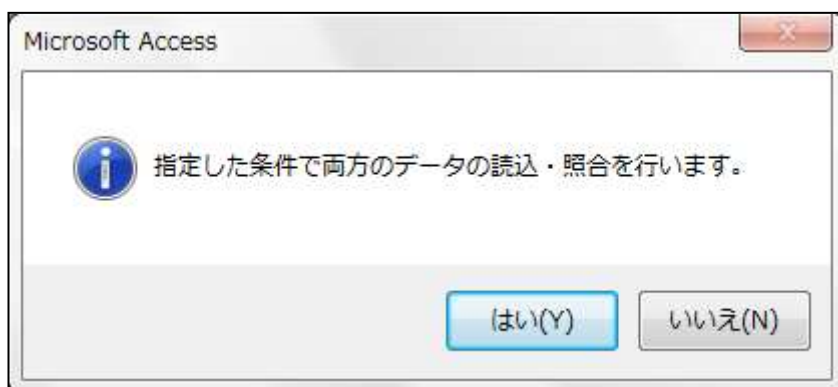 Microsoft Access
指定した条件で両方のデータの読込・照合を行います。
はい(Y)
いいえ(N)